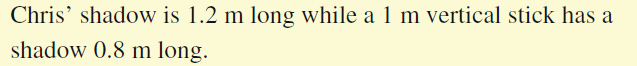 Chris’ shadow is 1.2 m long while a 1 m vertical stick has a
shadow 0.8 m long.